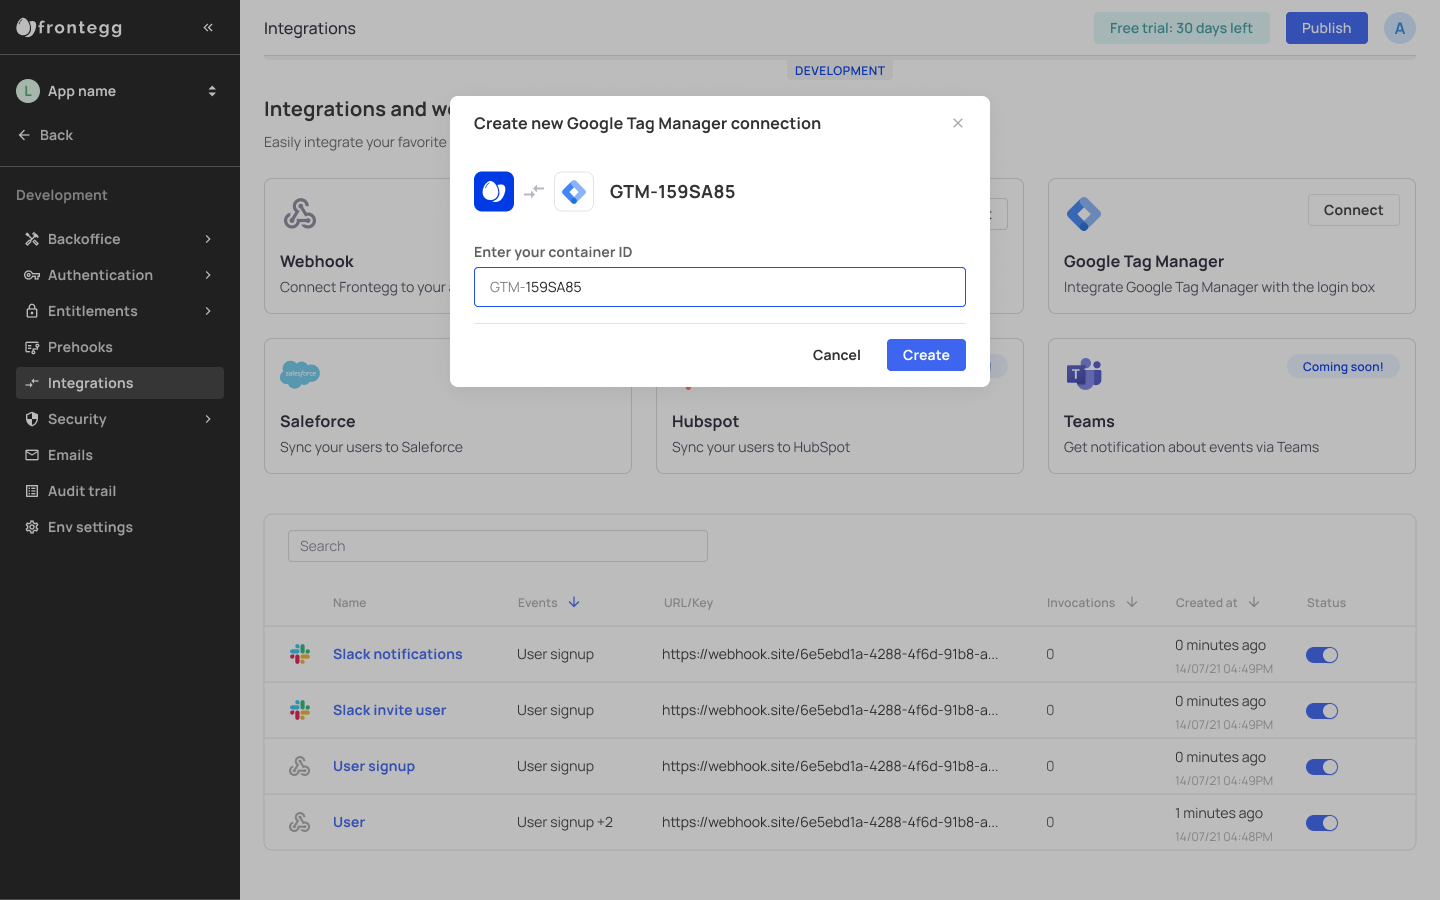 frontegg
L
App name
Back
Development
Backoffice
Authentication
Entitlements
Prehooks
Integrations
Security
Emails
Audit trail
Env settings
Integrations
Free trial: 30 days left
Publish
A
DEVELOPMENT
Integrations and
Easily integrate your favorite
Create new Google Tag Manager connection
GTM-159SA85
Enter your container ID
GTM-159SA85
Cancel
Create
Webhook
Connect Frontegg to your
Connect
Google Tag Manager
Integrate Google Tag Manager with the login box
salesforce
Saleforce
Sync your users to Saleforce
Hubspot
Sync your users to HubSpot
Coming soon!
Teams
Get notification about events via Teams
Search
Name Events URL/Key Invocations Created at Status
Slack notifications User signup https://webhook.site/6e5ebd1a-4288-4f6d-91b8-a... 0 0 minutes ago
14/07/21 04:49PM
Slack invite user User signup https://webhook.site/6e5ebd1a-4288-4f6d-91b8-a... 0 0 minutes ago
14/07/21 04:49PM
User signup User signup https://webhook.site/6e5ebd1a-4288-4f6d-91b8-a... 0 0 minutes ago
14/07/21 04:49PM
User User signup +2 https://webhook.site/6e5ebd1a-4288-4f6d-91b8-a... 0 1 minutes ago
14/07/21 04:48PM